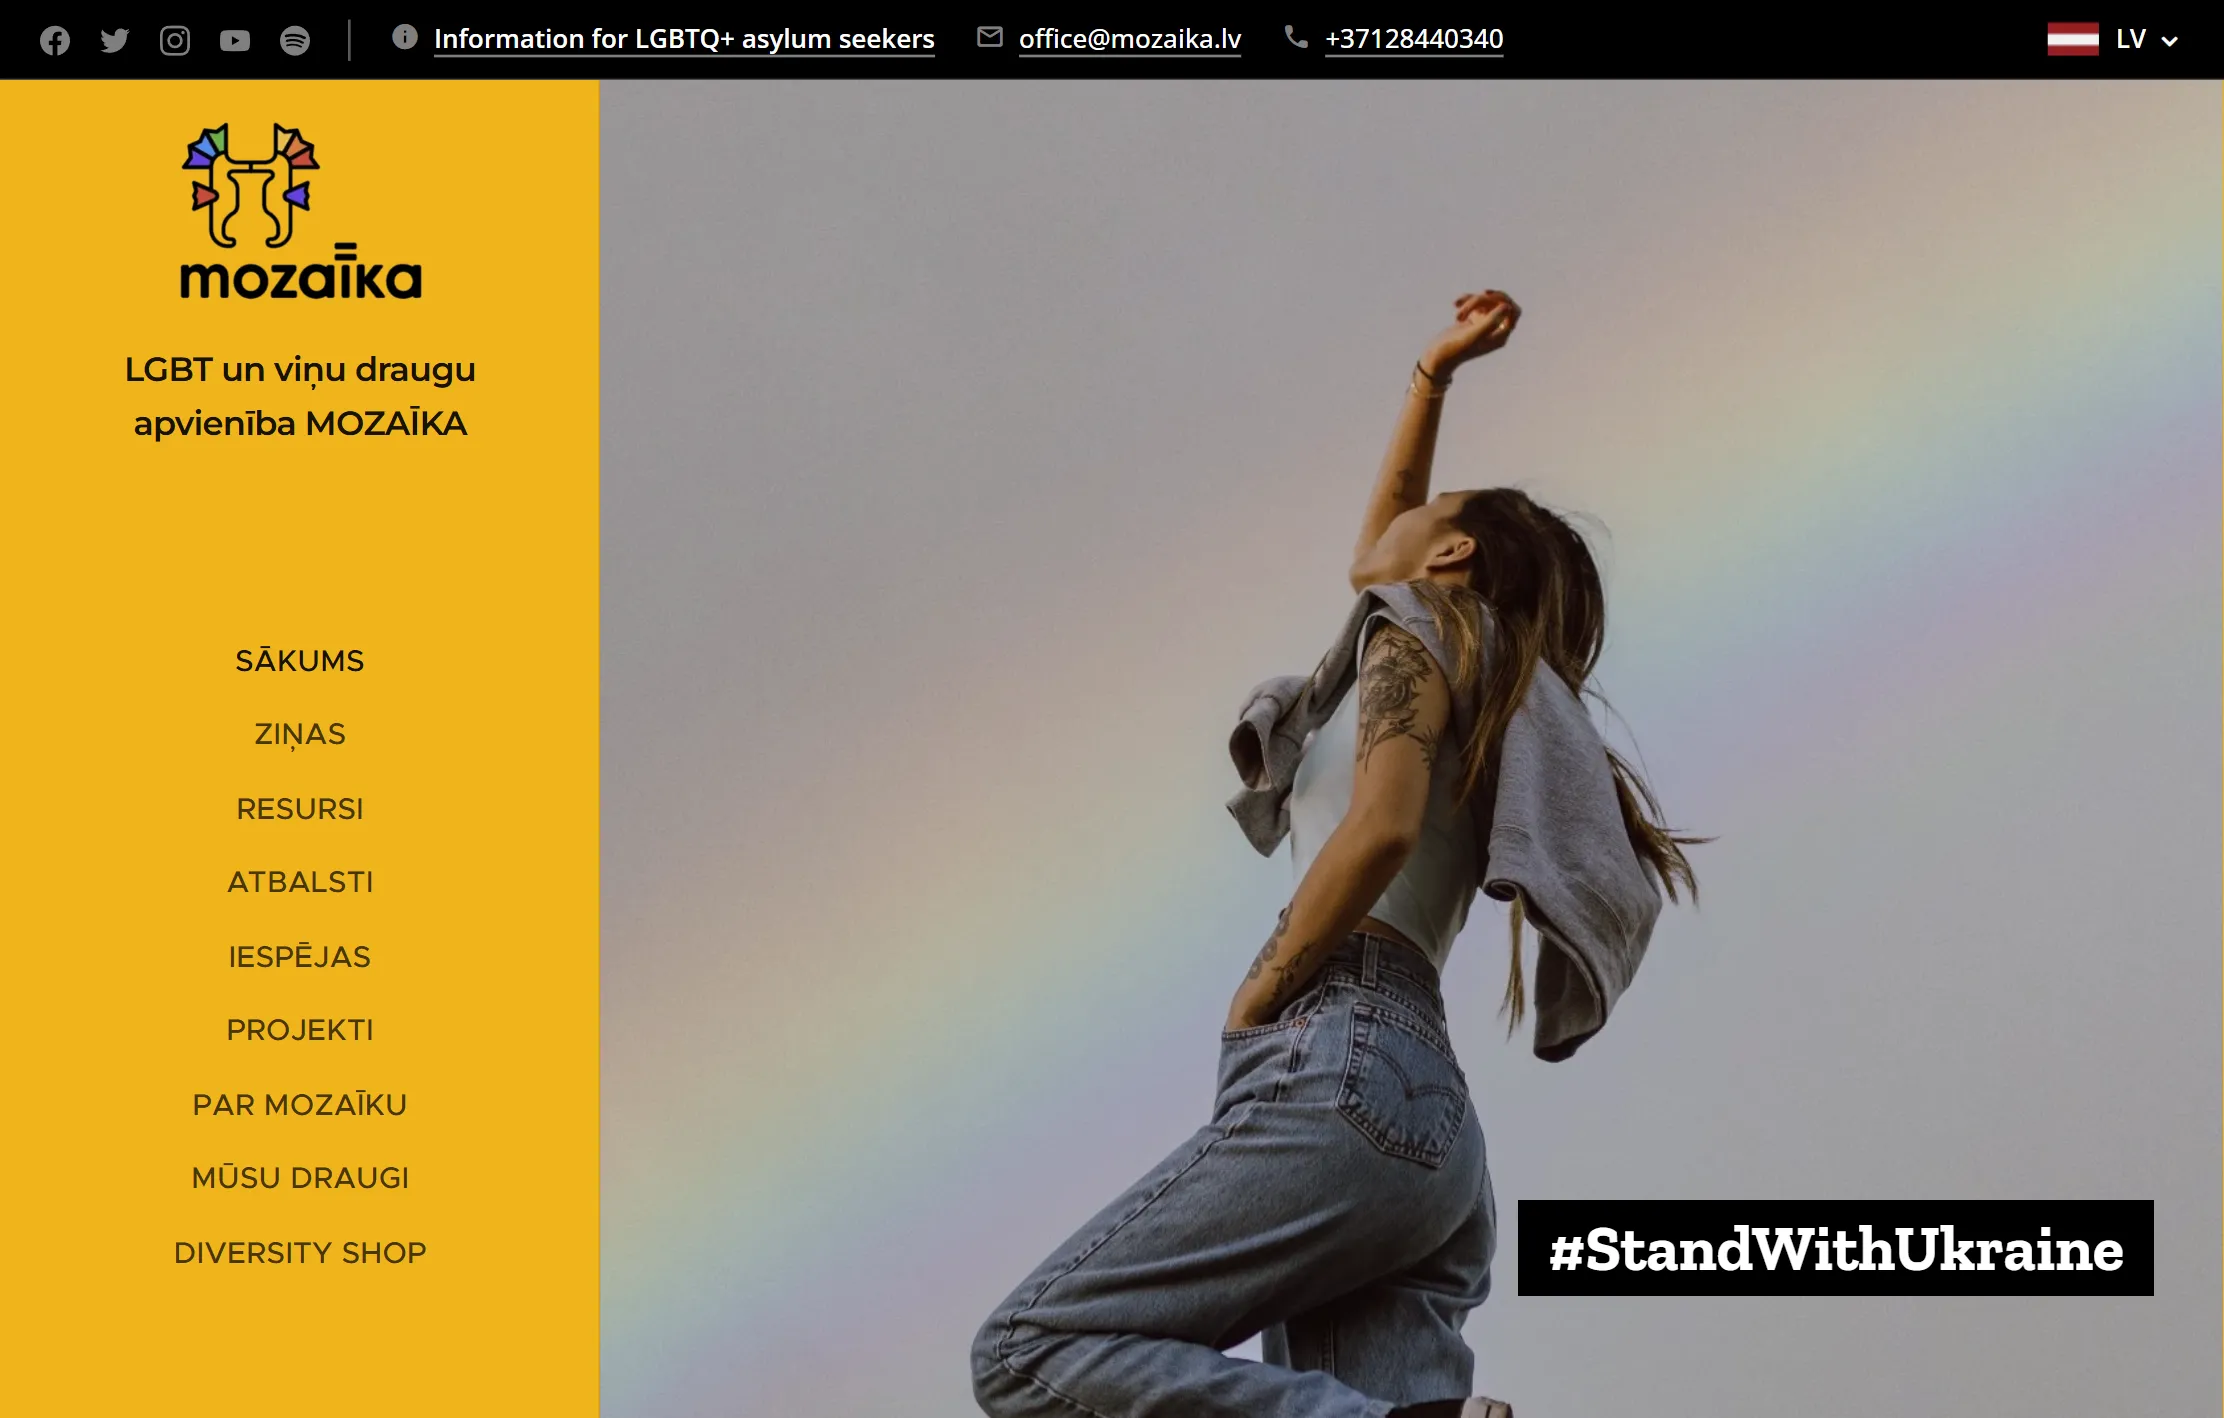 Information for LGBTQ+ asylum seekers
office@mozaika.lv
+37128440340
LV
mozaīka
LGBT un viņu draugu
apvienība MOZAĪKA
SĀKUMS
ZIŅAS
RESURSI
ATBALSTI
IESPĒJAS
PROJEKTI
PAR MOZAĪKU
MŪSU DRAUGI
DIVERSITY SHOP
#StandWithUkraine